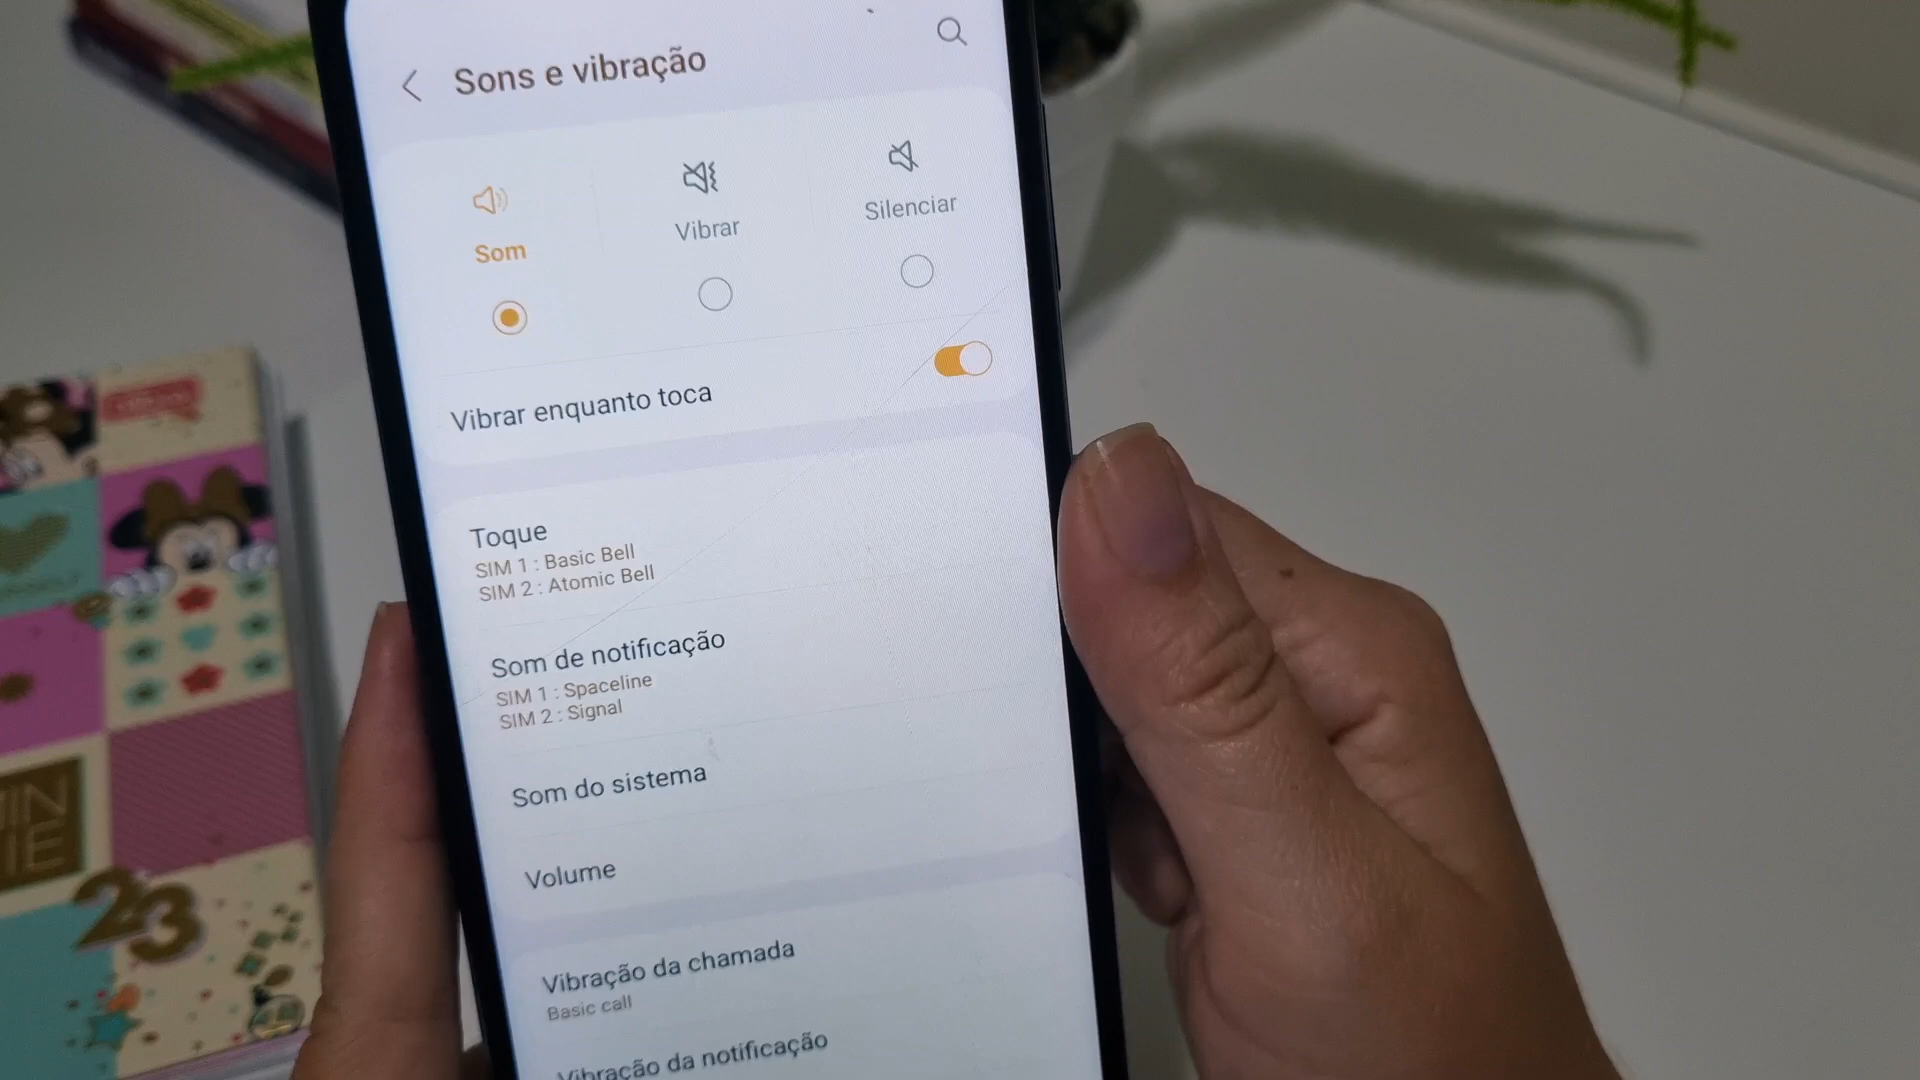 Sons e vibração
Som
Vibrar
Silenciar
Vibrar enquanto toca
Toque
SIM 1 : Basic Bell
SIM 2 : Atomic Bell
Som de notificação
SIM 1 : Spaceline
SIM 2 : Signal
Som do sistema
Volume
Vibração da chamada
Basic call
Vibração da notificação
23